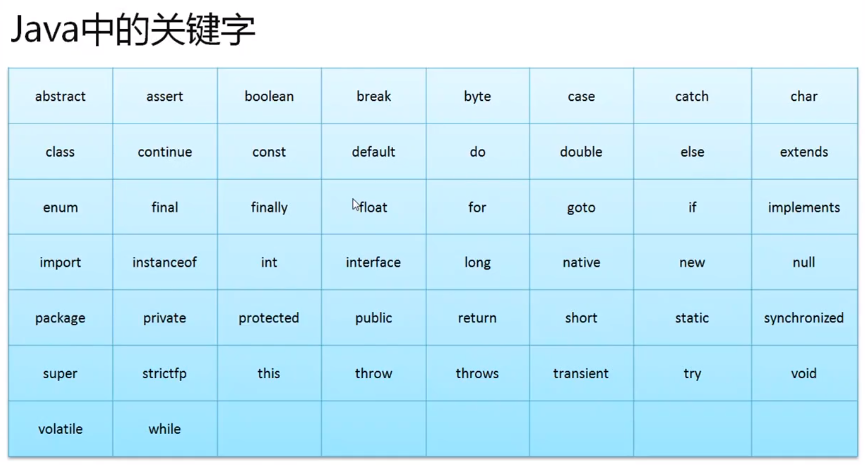 Java中的关键字
abstract assert boolean break byte case catch char
class continue const default do double else extends
enum final finally float for goto if implements
import instanceof int interface long native new null
package private protected public return short static synchronized
super strictfp this throw throws transient try void
volatile while